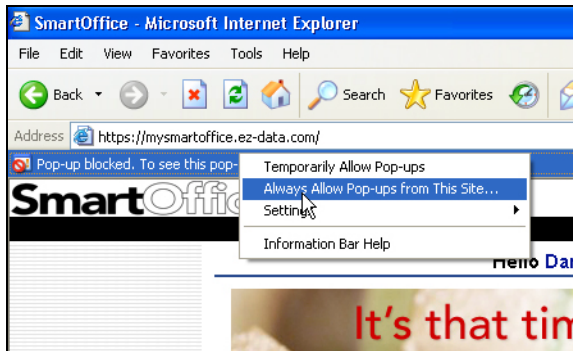 SmartOffice - Microsoft Internet Explorer
File Edit View Favorites Tools Help
Back Search Favorites
Address https://mysmartoffice.ez-data.com/
Pop-up blocked. To see this pop-
Temporarily Allow Pop-ups
Always Allow Pop-ups from This Site...
Settings
Information Bar Help
SmartOffic
Hello Dar
It's that tim